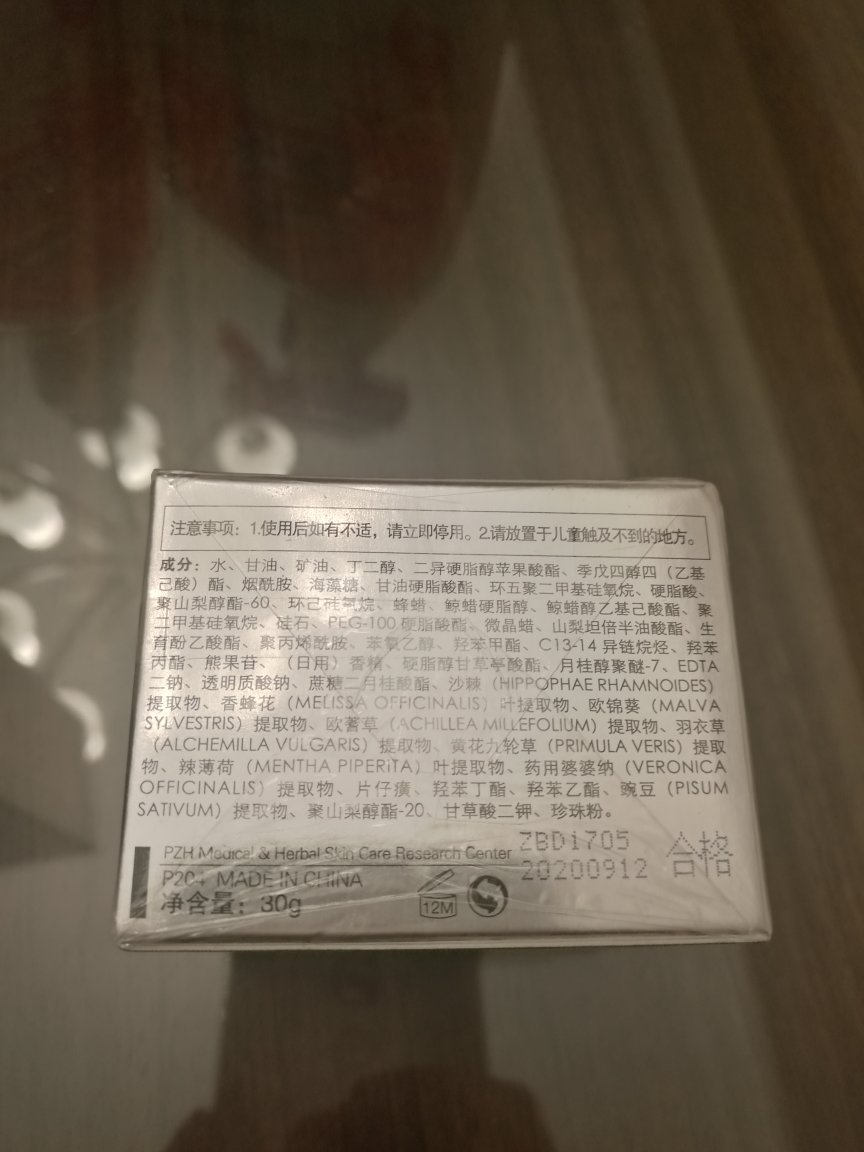 注意事项：1.使用后如有不适，请立即停用。2.请放置于儿童触及不到的地方。
成分：水、甘油、矿油、丁二醇、二异硬脂醇苹果酸酯、季戊四醇四（乙基
己酸）酯、烟酰胺、海藻糖、甘油硬脂酸酯、环五聚二甲基硅氧烷、硬脂酸、
聚山梨醇酯-60、环己硅氧烷、蜂蜡、鲸蜡硬脂醇、鲸蜡醇乙基己酸酯、聚
二甲基硅氧烷、硅石、PEG-100 硬脂酸酯、微晶蜡、山梨坦倍半油酸酯、生
育酚乙酸酯、聚丙烯酰胺、苯氧乙醇、羟苯甲酯、C13-14 异链烷烃、羟苯
丙酯、熊果苷、（日用）香精、硬脂醇甘草亭酸酯、月桂醇聚醚-7、EDTA
二钠、透明质酸钠、蔗糖二月桂酸酯、沙棘（HIPPOPHAE RHAMNOIDES）
提取物、香蜂花（MELISSA OFFICINALIS）叶提取物、欧锦葵（MALVA
SYLVESTRIS）提取物、欧蓍草（ACHILLEA MILLEFOLIUM）提取物、羽衣草
（ALCHEMILLA VULGARIS）提取物、黄花九轮草（PRIMULA VERIS）提取
物、辣薄荷（MENTHA PIPERITA）叶提取物、药用婆婆纳（VERONICA
OFFICINALIS）提取物、片仔癀、羟苯丁酯、羟苯乙酯、豌豆（PISUM
SATIVUM）提取物、聚山梨醇酯-20、甘草酸二钾、珍珠粉。
PZH Medical & Herbal Skin Care Research Center
ZBD1705
20200912
合格
MADE IN CHINA
净含量：30g
12M